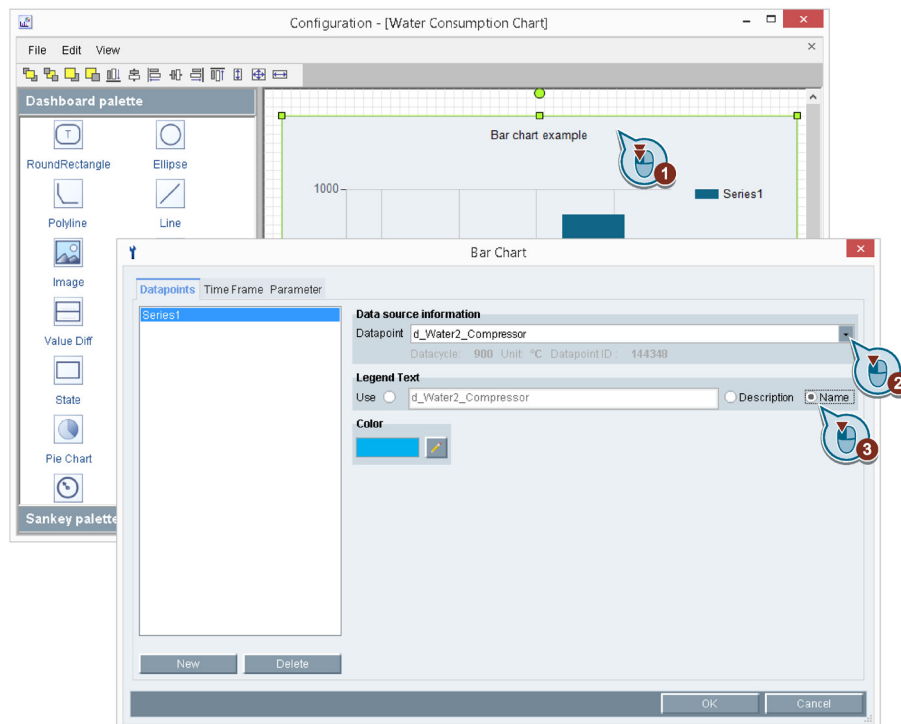 Configuration - [Water Consumption Chart]
File Edit View
Dashboard palette
T
RoundRectangle Ellipse
Polyline Line
Image
Value Diff
State
Pie Chart
Sankey palette
Bar chart example
1000
Series1
1
Bar Chart
Datapoints Time Frame Parameter
Series1
Data source information
Datapoint d_Water2_Compressor
Datacycle: 900 Unit: °C Datapoint ID : 144348
2
Legend Text
Use d_Water2_Compressor Description Name
3
Color
New Delete
OK Cancel